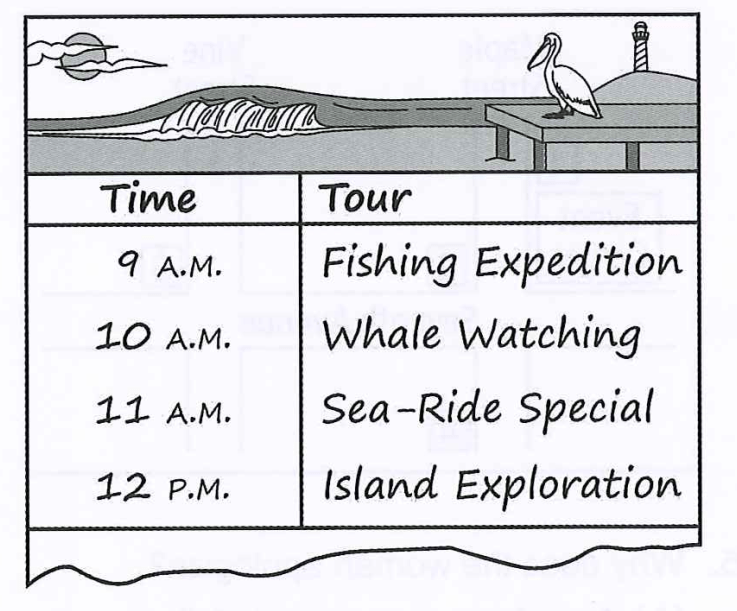 Time Tour
9 A.M. Fishing Expedition
10 A.M. Whale Watching
11 A.M. Sea-Ride Special
12 P.M. Island Exploration